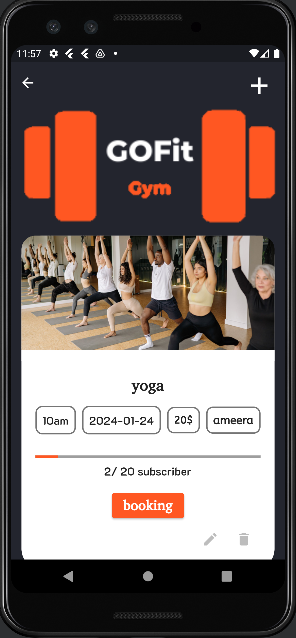 11:57
GOFit
Gym
yoga
10am 2024-01-24 20$ ameera
2/ 20 subscriber
booking